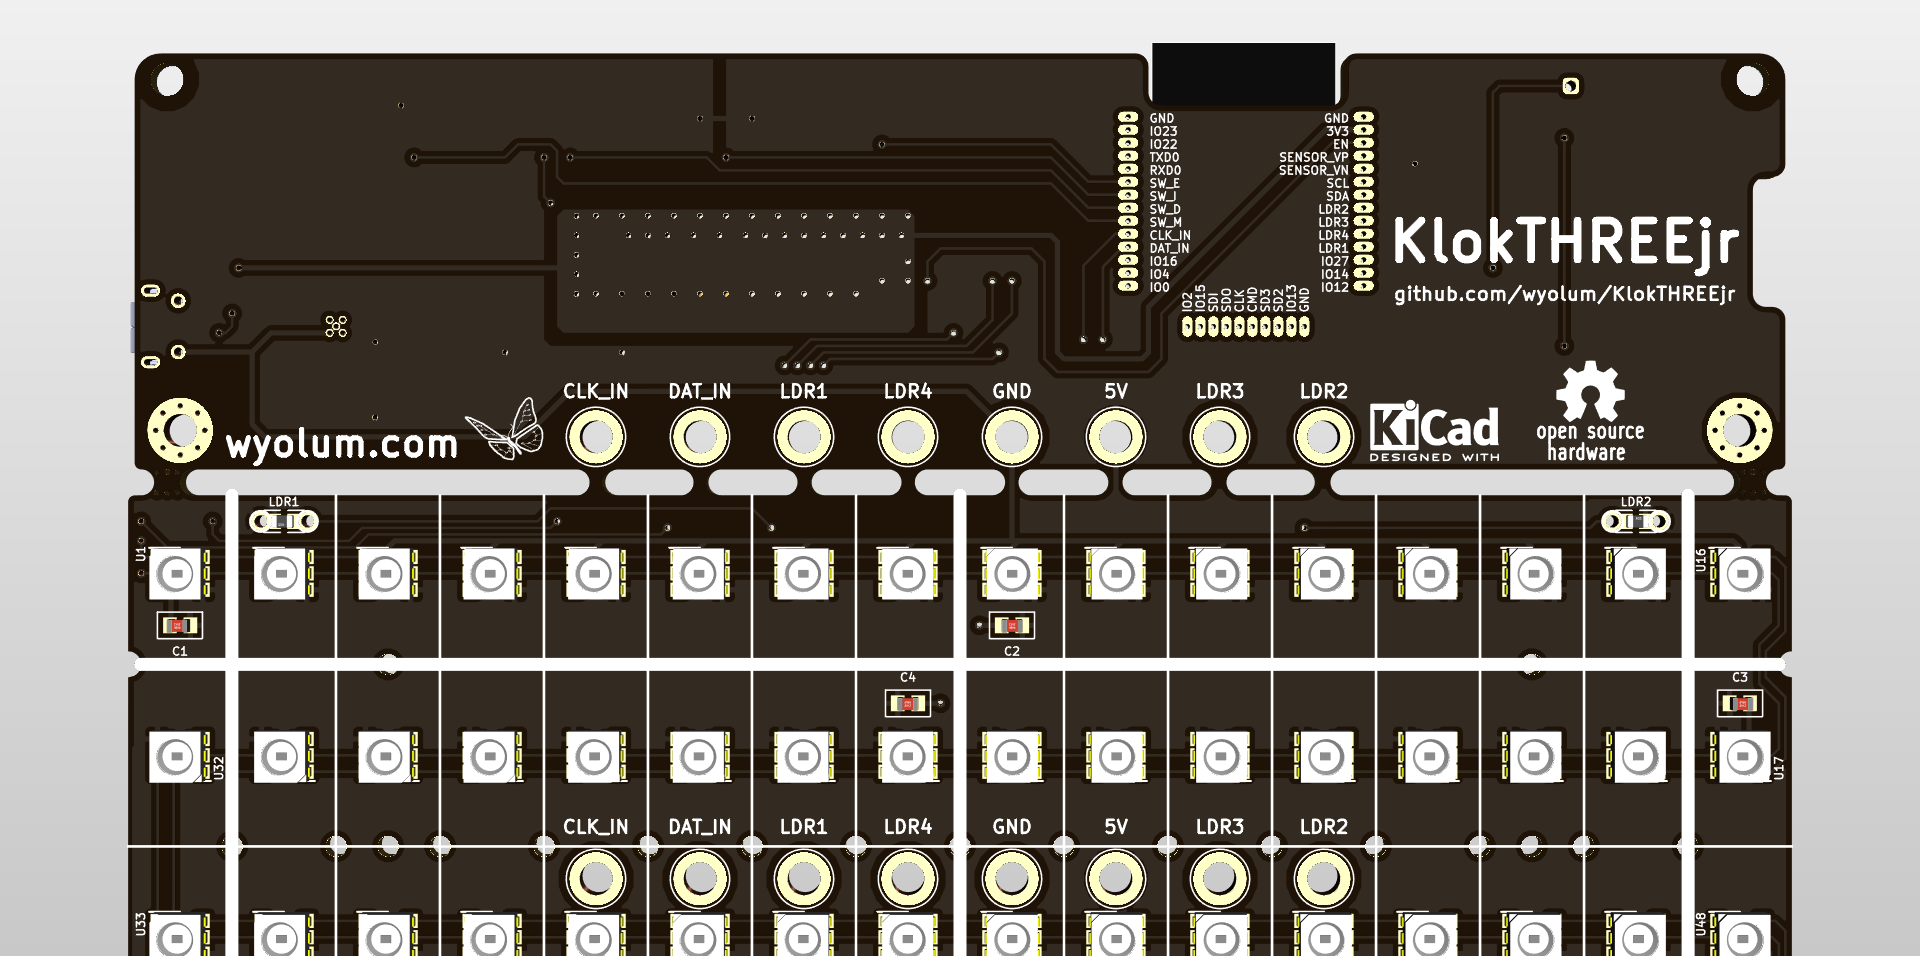 GND
IO23
IO22
TXD0
RXD0
SW_E
SW_I
SW_D
SW_M
CLK_IN
DAT_IN
IO16
IO4
IO0
GND
3V3
EN
SENSOR_VP
SENSOR_VN
SCL
SDA
LDR2
LDR3
LDR4
LDR1
IO27
IO14
IO12
IO2
IO15
SDI
SDO
CLK
CMD
SD3
SD2
IO13
GND
KlokTHREEjr
github.com/wyolum/KlokTHREEjr
CLK_IN DAT_IN LDR1 LDR4 GND 5V LDR3 LDR2
wyolum.com
KiCad
DESIGNED WITH
open source
hardware
LDR1 LDR2
U1 U16
C1 C2
C4 C3
U32 U17
CLK_IN DAT_IN LDR1 LDR4 GND 5V LDR3 LDR2
U33 U48